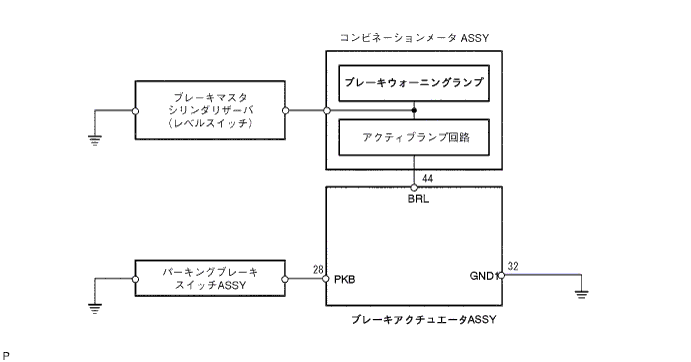 コンビネーションメータ ASSY
ブレーキウォーニングランプ
ブレーキマスタ
シリンダリザーバ
(レベルスイッチ)
アクティブランプ回路
44
BRL
パーキングブレーキ
スイッチASSY
28
PKB
GND1
32
ブレーキアクチュエータASSY
P